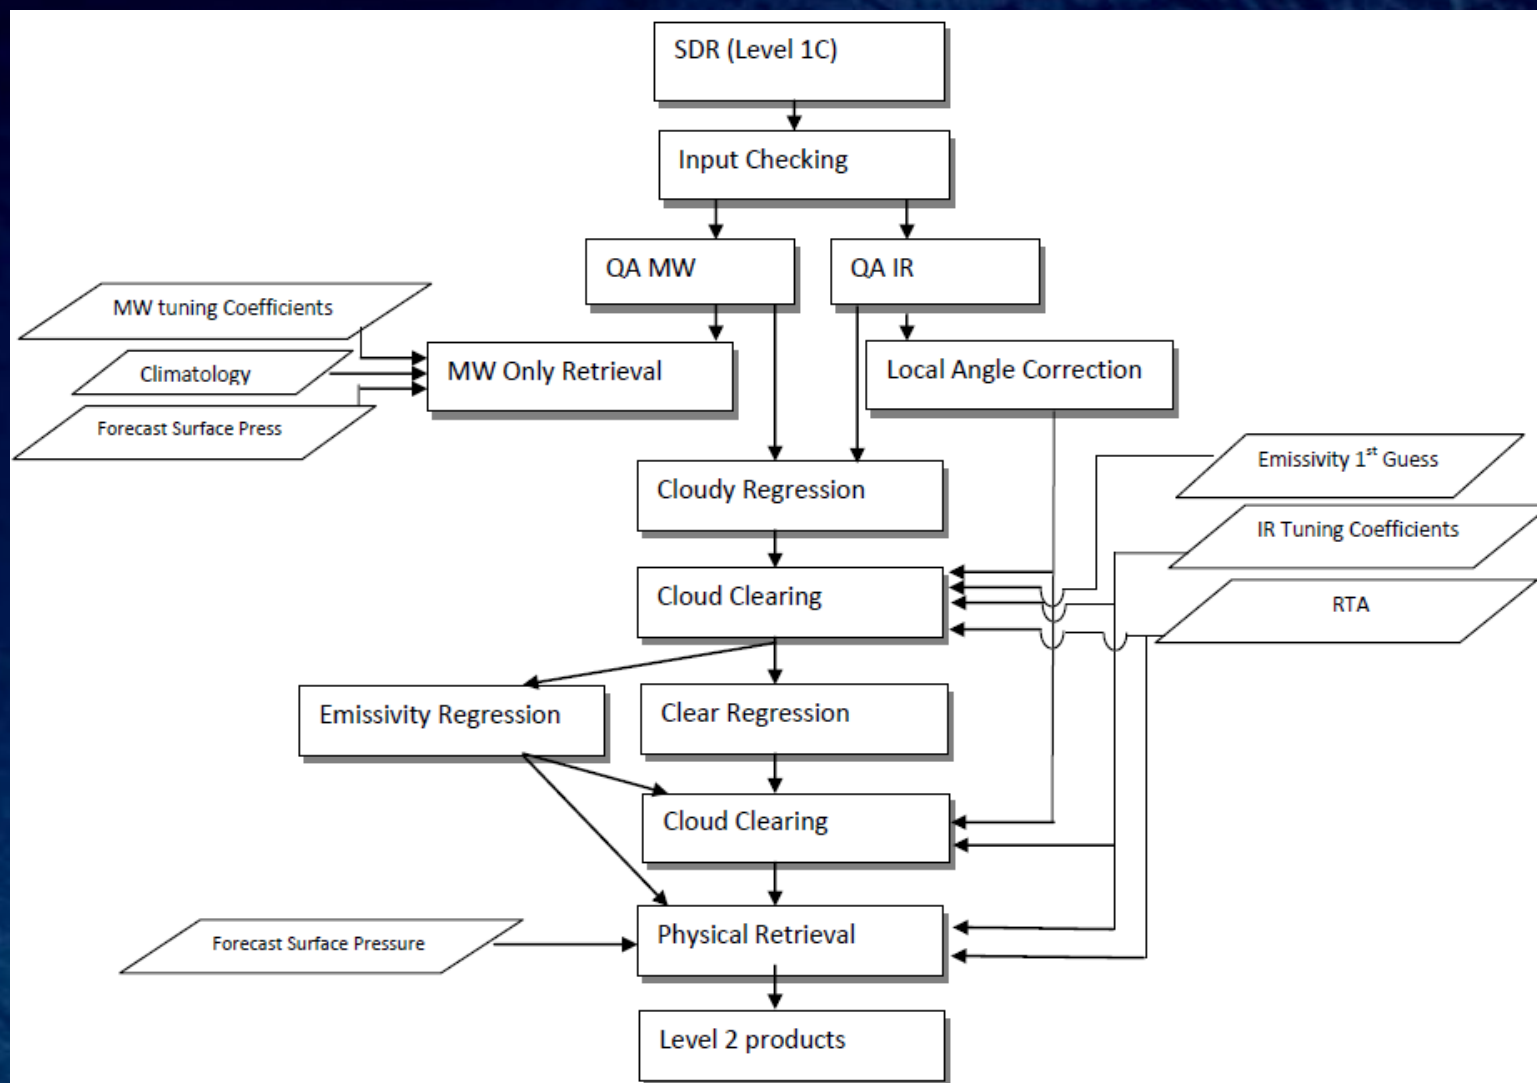 SDR (Level 1C)
Input Checking
QA MW
QA IR
MW tuning Coefficients
Climatology
MW Only Retrieval
Local Angle Correction
Forecast Surface Press
Emissivity 1st Guess
Cloudy Regression
IR Tuning Coefficients
Cloud Clearing
RTA
Emissivity Regression
Clear Regression
Cloud Clearing
Physical Retrieval
Forecast Surface Pressure
Level 2 products